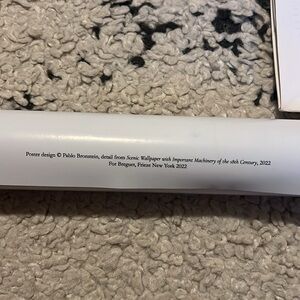 Poster design © Pablo Bronstein, detail from Scenic Wallpaper with Important Machinery of the 18th Century, 2022
For Breguet, Frieze New York 2022